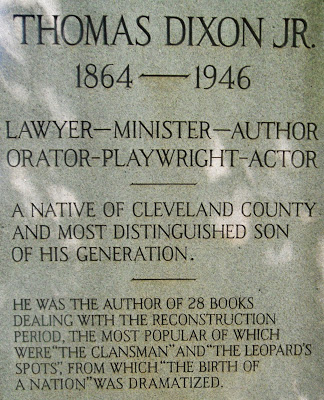 THOMAS DIXON JR.
1864—1946
LAWYER—MINISTER—AUTHOR
ORATOR-PLAYWRIGHT-ACTOR
A NATIVE OF CLEVELAND COUNTY
AND MOST DISTINGUISHED SON
OF HIS GENERATION.
HE WAS THE AUTHOR OF 28 BOOKS
DEALING WITH THE RECONSTRUCTION
PERIOD, THE MOST POPULAR OF WHICH
WERE "THE CLANSMAN" AND "THE LEOPARD'S
SPOTS", FROM WHICH "THE BIRTH OF
A NATION" WAS DRAMATIZED.